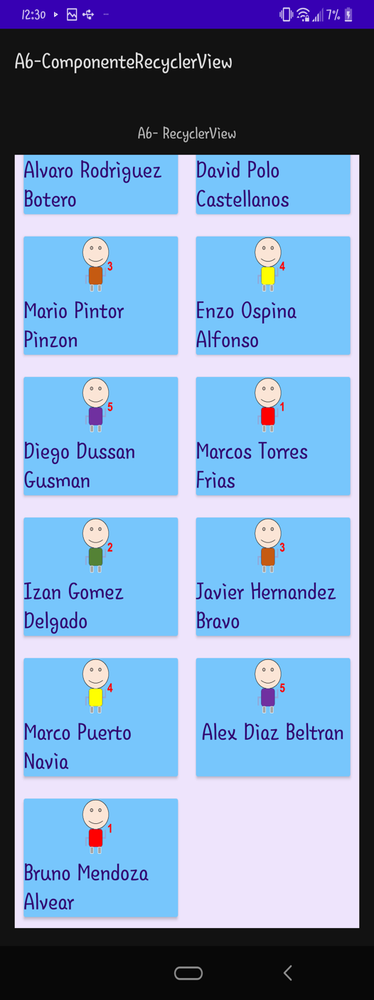 12:30
7%
A6-ComponenteRecyclerView
A6- RecyclerView
Alvaro Rodriguez
Botero
David Polo
Castellanos
3
Mario Pintor
Pinzon
4
Enzo Ospina
Alfonso
5
Diego Dussan
Gusman
1
Marcos Torres
Frias
2
Izan Gomez
Delgado
3
Javier Hernandez
Bravo
4
Marco Puerto
Navia
5
Alex Diaz Beltran
1
Bruno Mendoza
Alvear